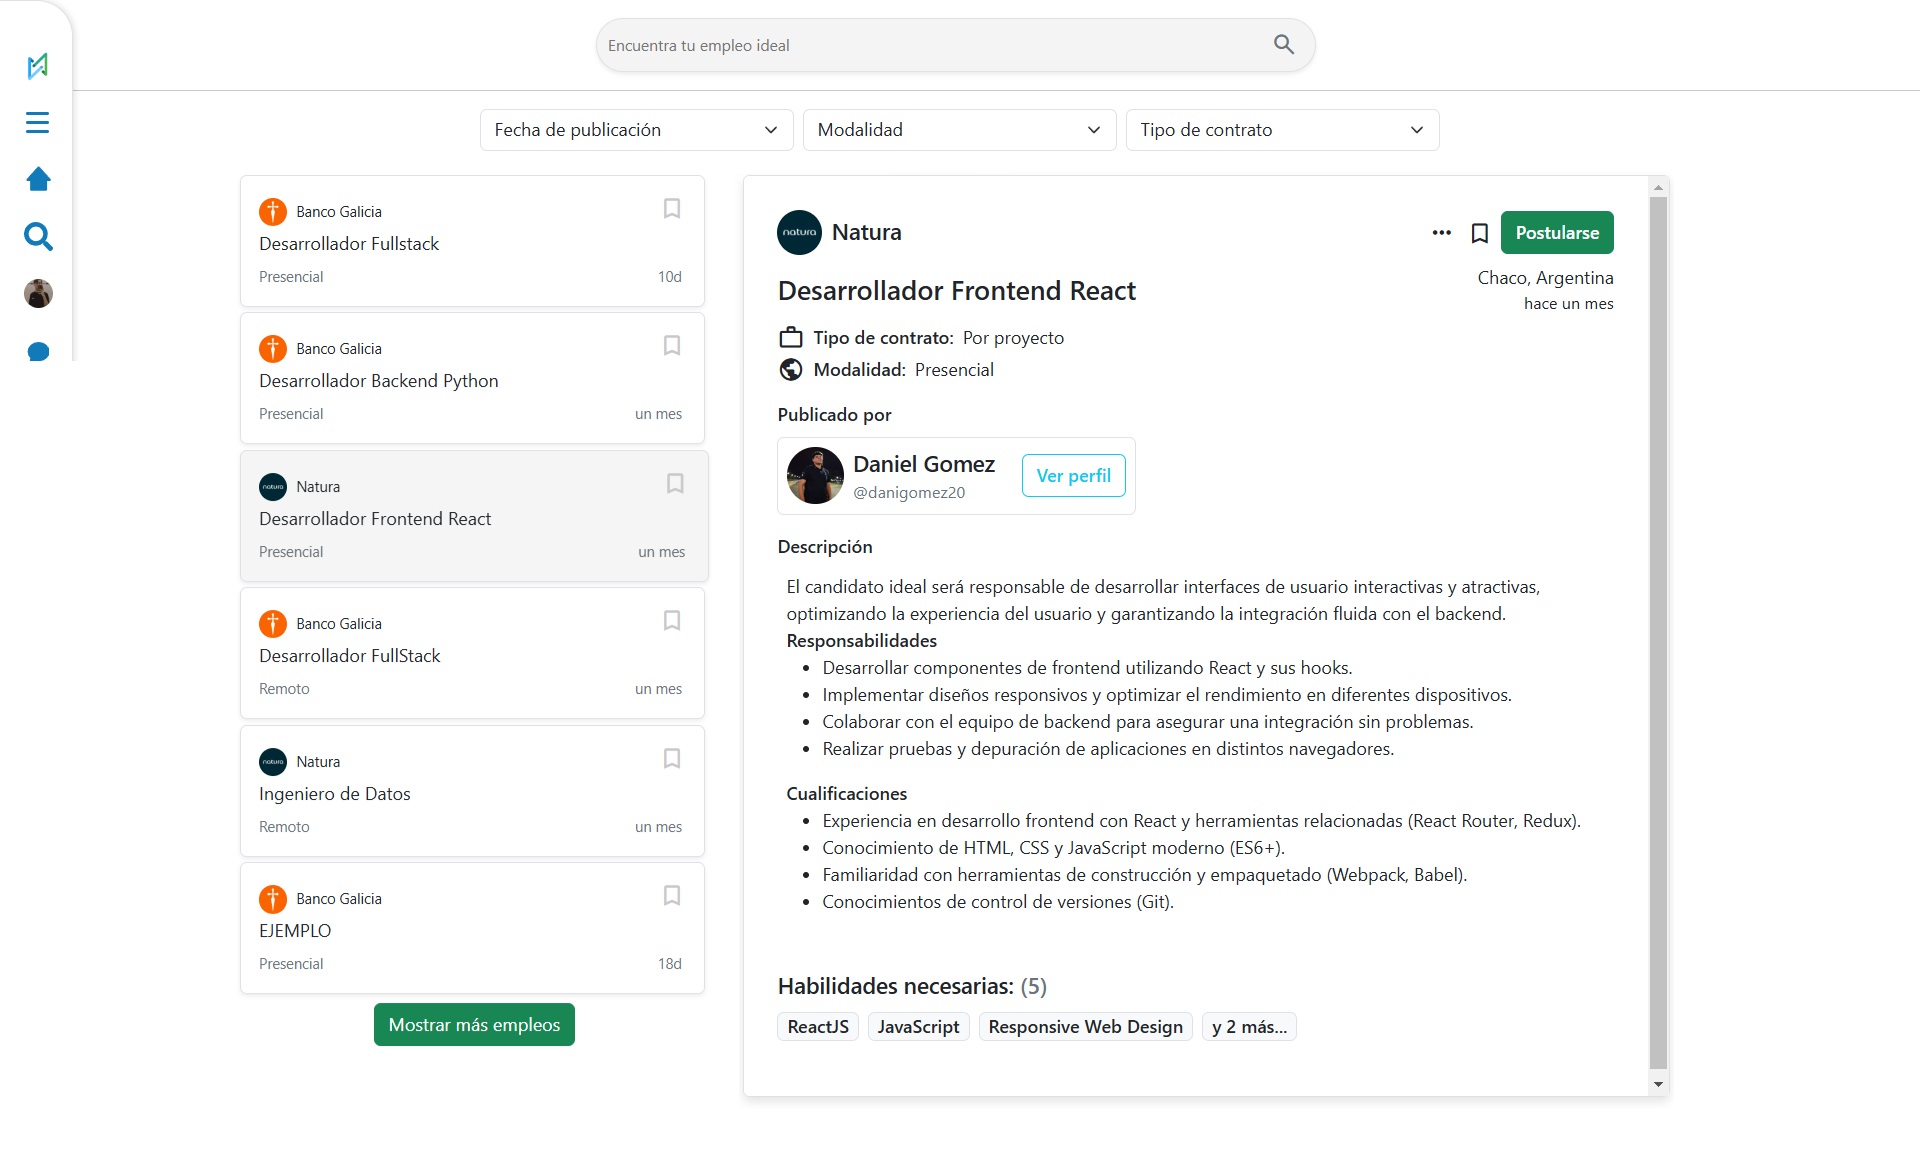 Encuentra tu empleo ideal
Fecha de publicación
Modalidad
Tipo de contrato
Banco Galicia
Desarrollador Fullstack
Presencial
10d
Banco Galicia
Desarrollador Backend Python
Presencial
un mes
natura
Natura
Desarrollador Frontend React
Presencial
un mes
Banco Galicia
Desarrollador FullStack
Remoto
un mes
natura
Natura
Ingeniero de Datos
Remoto
un mes
Banco Galicia
EJEMPLO
Presencial
18d
Mostrar más empleos
natura
Natura
Postularse
Desarrollador Frontend React
Chaco, Argentina
hace un mes
Tipo de contrato: Por proyecto
Modalidad: Presencial
Publicado por
Daniel Gomez
@danigomez20
Ver perfil
Descripción
El candidato ideal será responsable de desarrollar interfaces de usuario interactivas y atractivas,
optimizando la experiencia del usuario y garantizando la integración fluida con el backend.
Responsabilidades
• Desarrollar componentes de frontend utilizando React y sus hooks.
• Implementar diseños responsivos y optimizar el rendimiento en diferentes dispositivos.
• Colaborar con el equipo de backend para asegurar una integración sin problemas.
• Realizar pruebas y depuración de aplicaciones en distintos navegadores.
Cualificaciones
• Experiencia en desarrollo frontend con React y herramientas relacionadas (React Router, Redux).
• Conocimiento de HTML, CSS y JavaScript moderno (ES6+).
• Familiaridad con herramientas de construcción y empaquetado (Webpack, Babel).
• Conocimientos de control de versiones (Git).
Habilidades necesarias: (5)
ReactJS
JavaScript
Responsive Web Design
y 2 más...